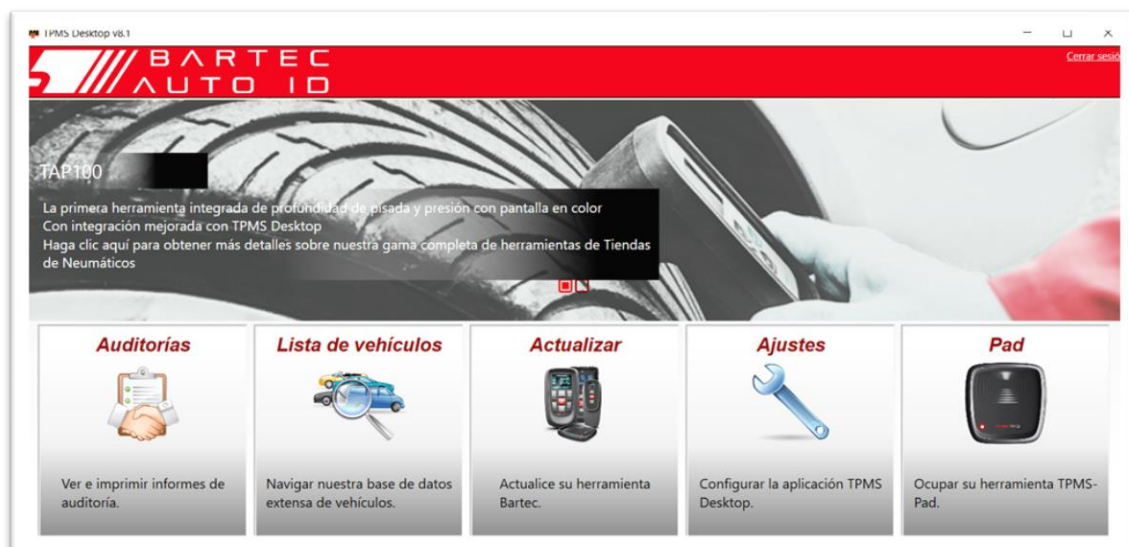 TPMS Desktop v8.1
BARTEC
AUTO ID
Cerrar sesió
TAP100
La primera herramienta integrada de profundidad de pisada y presión con pantalla en color
Con integración mejorada con TPMS Desktop
Haga clic aquí para obtener más detalles sobre nuestra gama completa de herramientas de Tiendas
de Neumáticos
Auditorías
Ver e imprimir informes de
auditoría.
Lista de vehículos
Navigar nuestra base de datos
extensa de vehículos.
Actualizar
Actualice su herramienta
Bartec.
Ajustes
Configurar la aplicación TPMS
Desktop.
Pad
Ocupar su herramienta TPMS-
Pad.